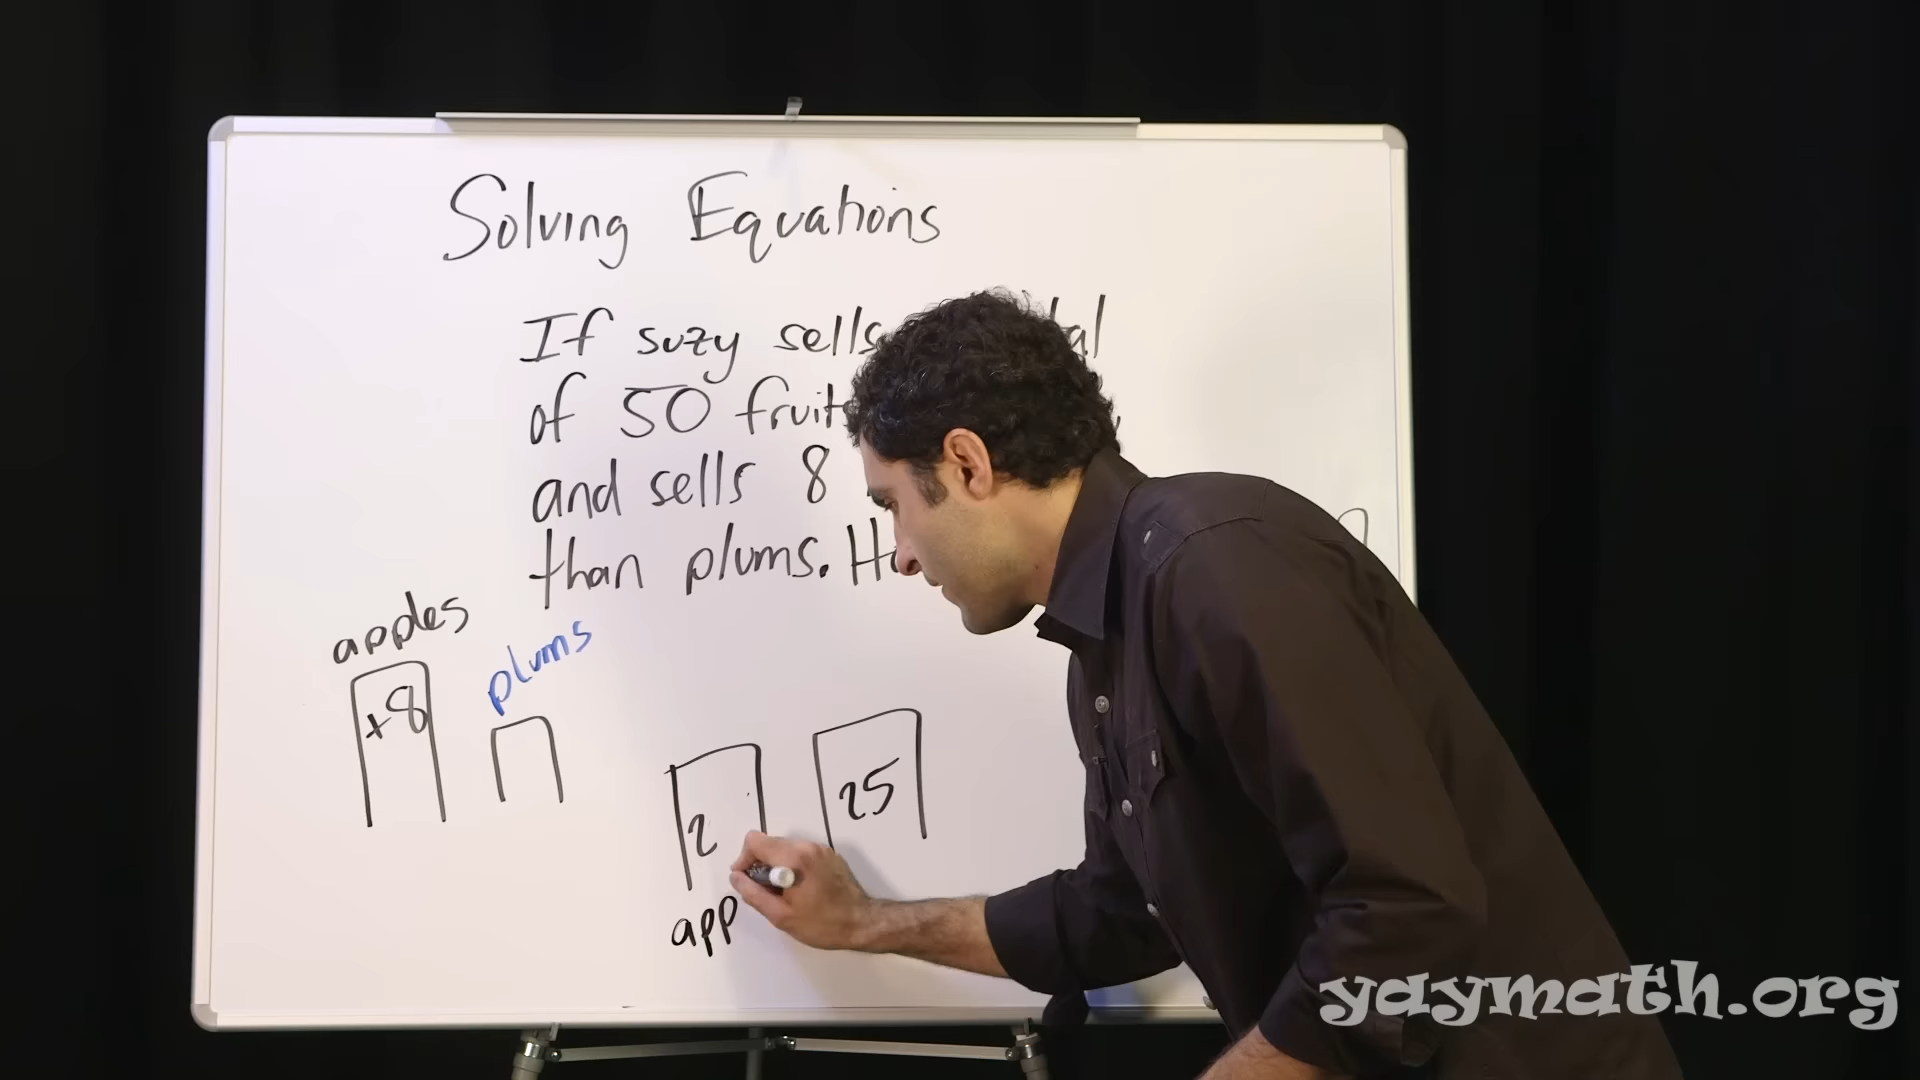 Solving Equations
If suzy sells
of 50 fruit
and sells 8
than plums.
apples
plums
+8
2
25
app
yaymath.org